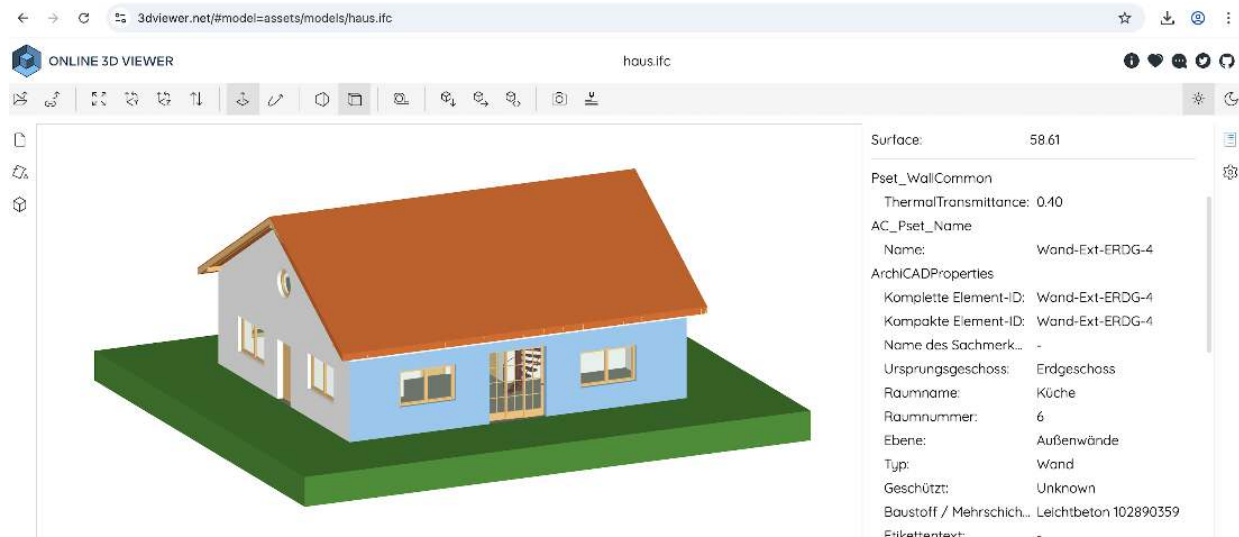 3dviewer.net/#model=assets/models/haus.ifc
ONLINE 3D VIEWER
haus.ifc
Surface: 58.61
Pset_WallCommon
ThermalTransmittance: 0.40
AC_Pset_Name
Name: Wand-Ext-ERDG-4
ArchiCADProperties
Komplette Element-ID: Wand-Ext-ERDG-4
Kompakte Element-ID: Wand-Ext-ERDG-4
Name des Sachmerk... -
Ursprungsgeschoss: Erdgeschoss
Raumname: Küche
Raumnummer: 6
Ebene: Außenwände
Typ: Wand
Geschützt: Unknown
Baustoff / Mehrschich... Leichtbeton 102890359
Etikettentext: -